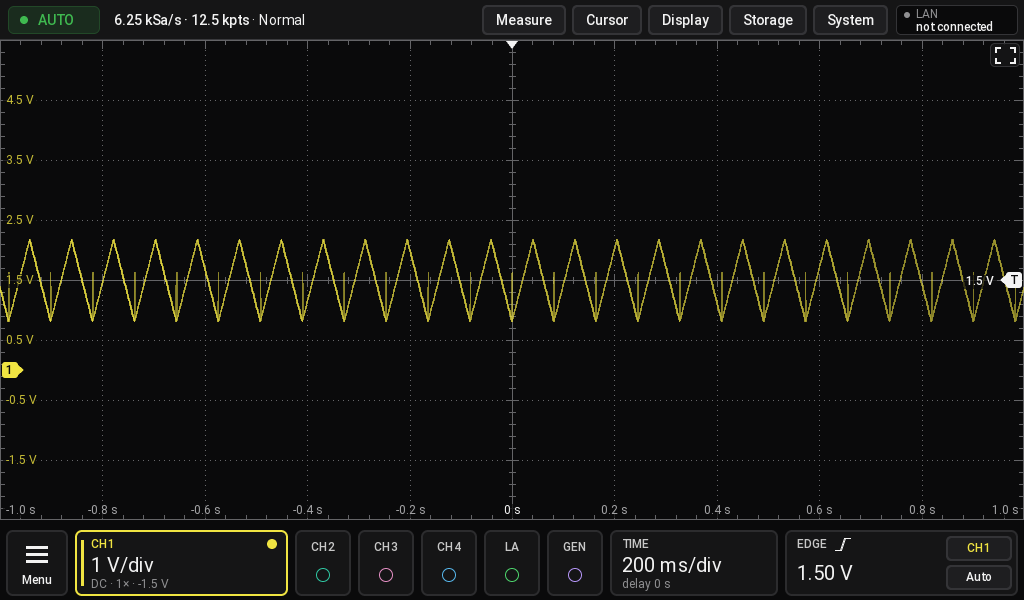 AUTO
6.25 kSa/s · 12.5 kpts · Normal
Measure
Cursor
Display
Storage
System
LAN
not connected
4.5 V
3.5 V
2.5 V
1.5 V
1.5 V
T
0.5 V
1
-0.5 V
-1.5 V
-1.0 s
-0.8 s
-0.6 s
-0.4 s
-0.2 s
0 s
0.2 s
0.4 s
0.6 s
0.8 s
1.0 s
Menu
CH1
1 V/div
DC · 1× · -1.5 V
CH2
CH3
CH4
LA
GEN
TIME
200 ms/div
delay 0 s
EDGE
1.50 V
CH1
Auto